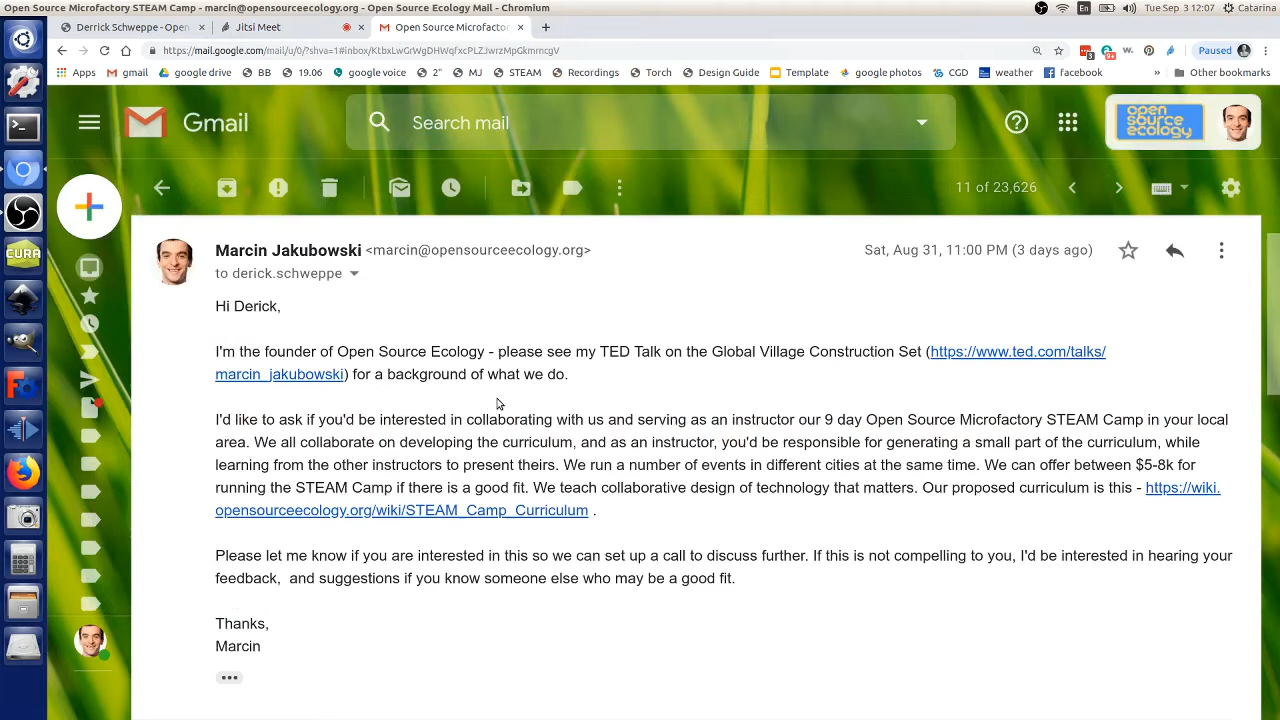 Open Source Microfactory STEAM Camp - marcin@opensourceecology.org - Open Source Ecology Mail - Chromium
En
Tue Sep 3 12:07
Catarina
Derrick Schweppe - Open
Jitsi Meet
Open Source Microfactor
https://mail.google.com/mail/u/0/?shva=1#inbox/KtbxLwGrWgDHWqfxcPLZJwrzMpGkmrncgV
Paused
Apps
gmail
google drive
BB
19.06
google voice
2"
MJ
STEAM
Recordings
Torch
Design Guide
Template
google photos
CGD
weather
facebook
»
Other bookmarks
Gmail
Search mail
open
source
ecology
11 of 23,626
CURA
Marcin Jakubowski <marcin@opensourceecology.org>
Sat, Aug 31, 11:00 PM (3 days ago)
to derick.schweppe
Hi Derick,
I'm the founder of Open Source Ecology - please see my TED Talk on the Global Village Construction Set (https://www.ted.com/talks/
marcin_jakubowski) for a background of what we do.
I'd like to ask if you'd be interested in collaborating with us and serving as an instructor our 9 day Open Source Microfactory STEAM Camp in your local
area. We all collaborate on developing the curriculum, and as an instructor, you'd be responsible for generating a small part of the curriculum, while
learning from the other instructors to present theirs. We run a number of events in different cities at the same time. We can offer between $5-8k for
running the STEAM Camp if there is a good fit. We teach collaborative design of technology that matters. Our proposed curriculum is this - https://wiki.
opensourceecology.org/wiki/STEAM_Camp_Curriculum .
Please let me know if you are interested in this so we can set up a call to discuss further. If this is not compelling to you, I'd be interested in hearing your
feedback,  and suggestions if you know someone else who may be a good fit.
Thanks,
Marcin